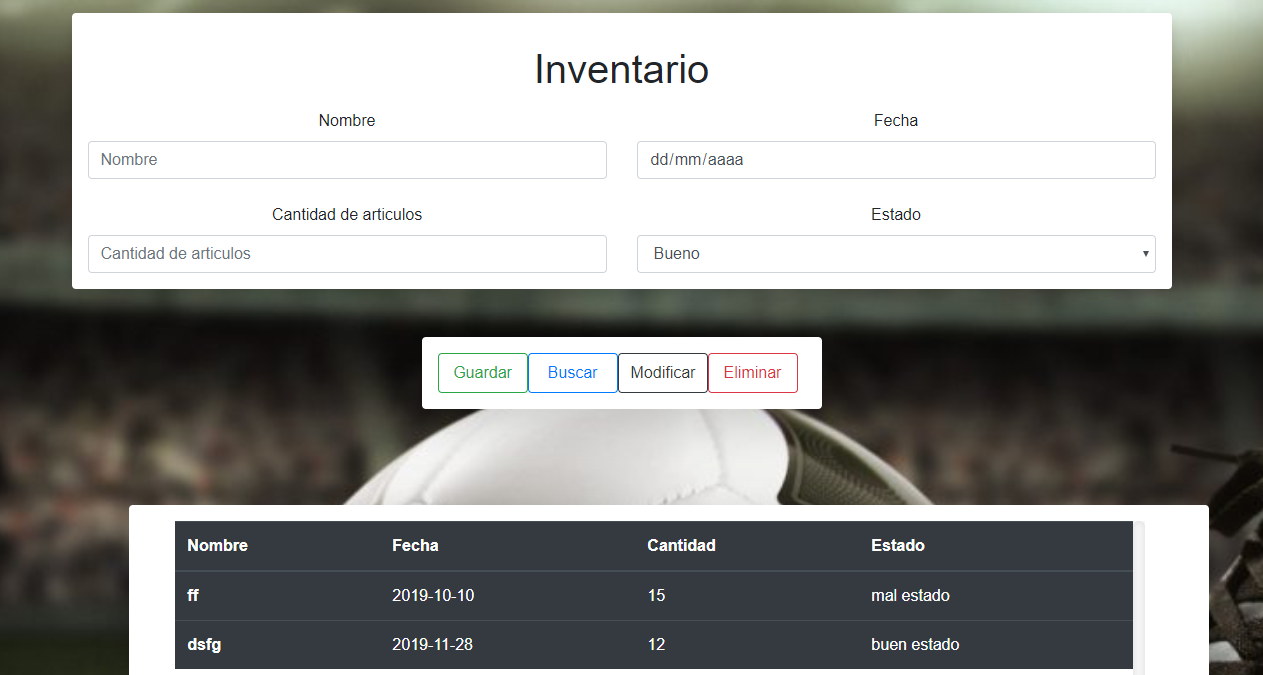 Inventario
Nombre Fecha
Nombre dd/mm/aaaa
Cantidad de articulos Estado
Cantidad de articulos Bueno
Guardar Buscar Modificar Eliminar
Nombre Fecha Cantidad Estado
ff 2019-10-10 15 mal estado
dsfg 2019-11-28 12 buen estado